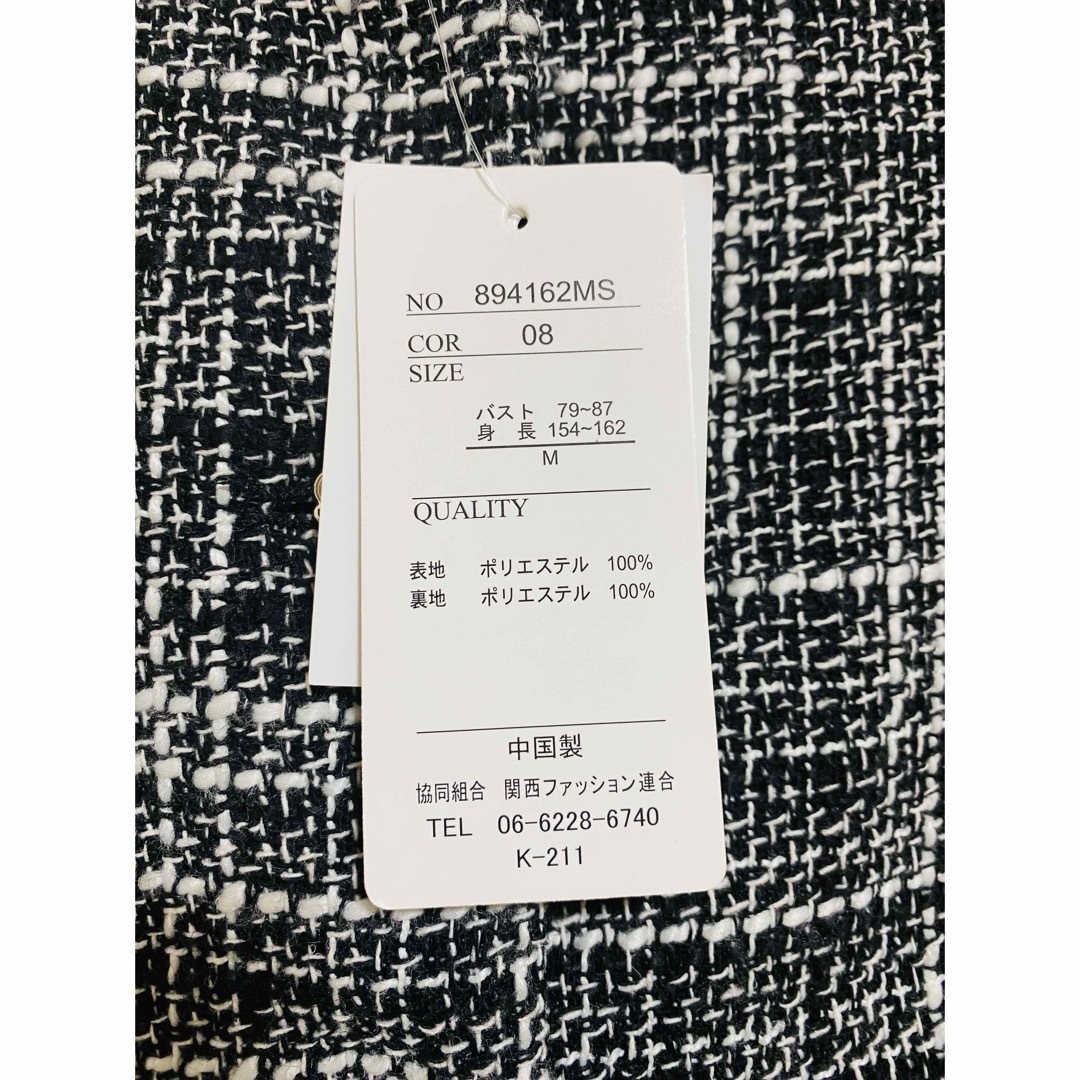 NO 894162MS
COR 08
SIZE
バスト 79~87
身 長 154~162
M
QUALITY
表地 ポリエステル 100%
裏地 ポリエステル 100%
中国製
協同組合 関西ファッション連合
TEL 06-6228-6740
K-211